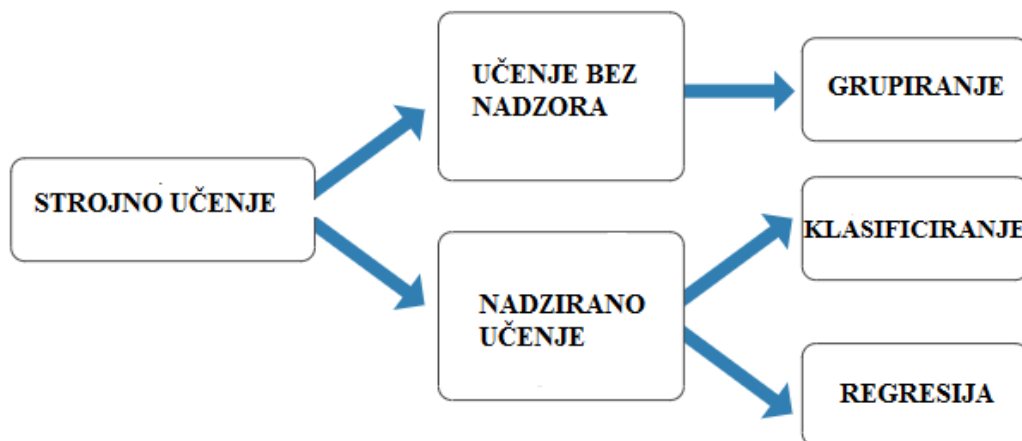 UČENJE BEZ
NADZORA
GRUPIRANJE
STROJNO UČENJE
KLASIFICIRANJE
NADZIRANO
UČENJE
REGRESIJA